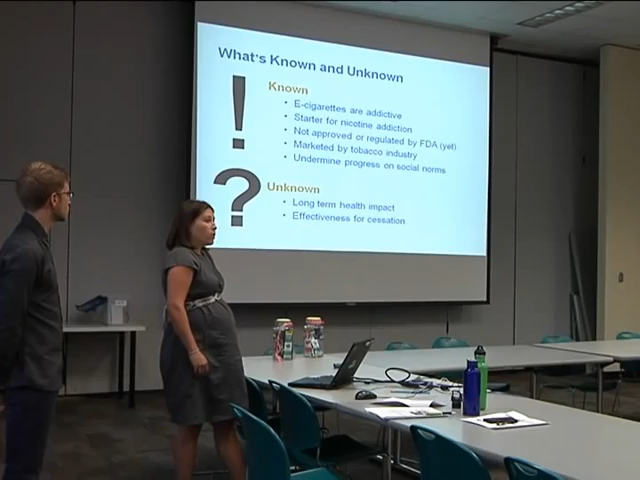 What's Known and Unknown
!
Known
• E-cigarettes are addictive
• Starter for nicotine addiction
• Not approved or regulated by FDA (yet)
• Marketed by tobacco industry
• Undermine progress on social norms
?
Unknown
• Long term health impact
• Effectiveness for cessation